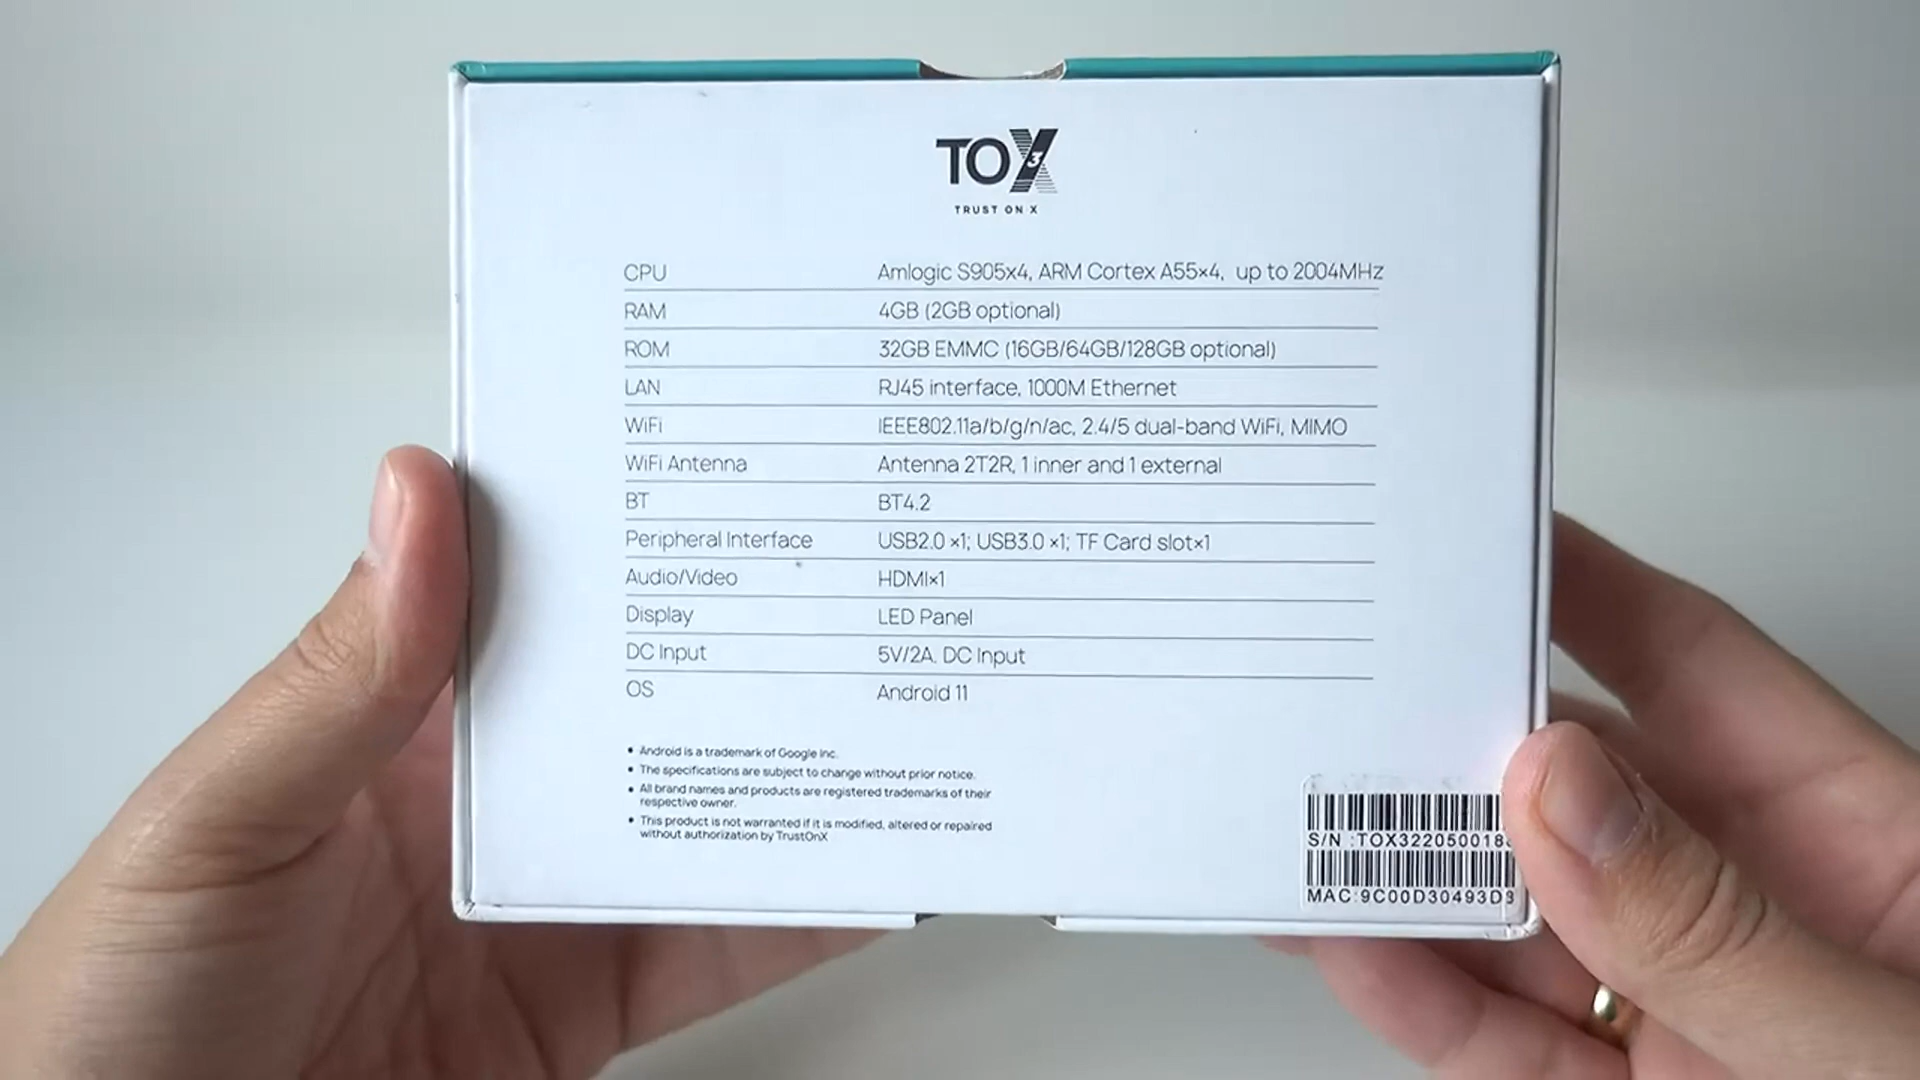 TOX
3
TRUST ON X
CPU Amlogic S905x4, ARM Cortex A55×4, up to 2004MHz
RAM 4GB (2GB optional)
ROM 32GB EMMC (16GB/64GB/128GB optional)
LAN RJ45 interface, 1000M Ethernet
WiFi IEEE802.11a/b/g/n/ac, 2.4/5 dual-band WiFi, MIMO
WiFi Antenna Antenna 2T2R, 1 inner and 1 external
BT BT4.2
Peripheral Interface USB2.0 ×1; USB3.0 ×1; TF Card slot×1
Audio/Video HDMI×1
Display LED Panel
DC Input 5V/2A. DC Input
OS Android 11
• Android is a trademark of Google Inc.
• The specifications are subject to change without prior notice.
• All brand names and products are registered trademarks of their
respective owner.
• This product is not warranted if it is modified, altered or repaired
without authorization by TrustOnX
S/N :TOX322050018
MAC:9C00D30493D3